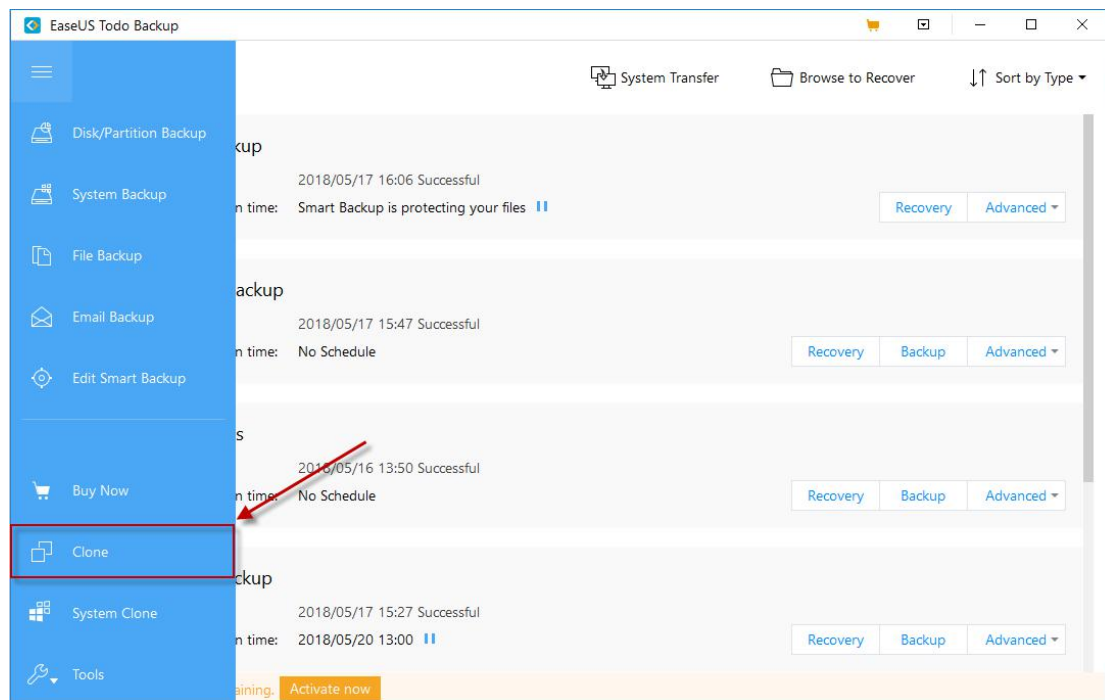 EaseUS Todo Backup
System Transfer
Browse to Recover
Sort by Type
Disk/Partition Backup
System Backup
File Backup
Email Backup
Edit Smart Backup
Buy Now
Clone
System Clone
Tools
kup
2018/05/17 16:06 Successful
n time: Smart Backup is protecting your files
Recovery Advanced
ackup
2018/05/17 15:47 Successful
n time: No Schedule
Recovery Backup Advanced
s
2018/05/16 13:50 Successful
n time: No Schedule
Recovery Backup Advanced
ckup
2018/05/17 15:27 Successful
n time: 2018/05/20 13:00
Recovery Backup Advanced
aining. Activate now